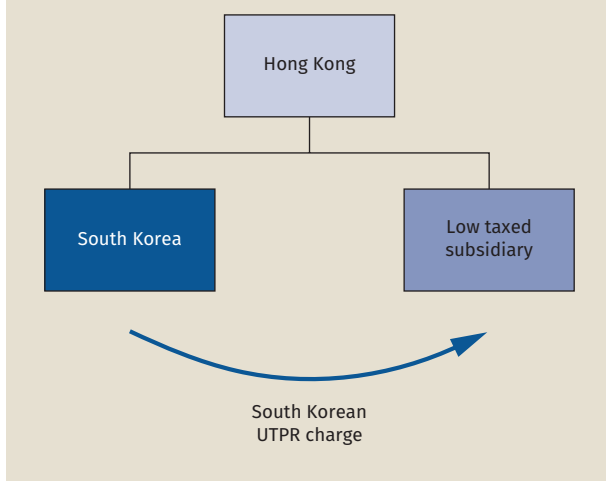 Hong Kong
South Korea
Low taxed
subsidiary
South Korean
UTPR charge